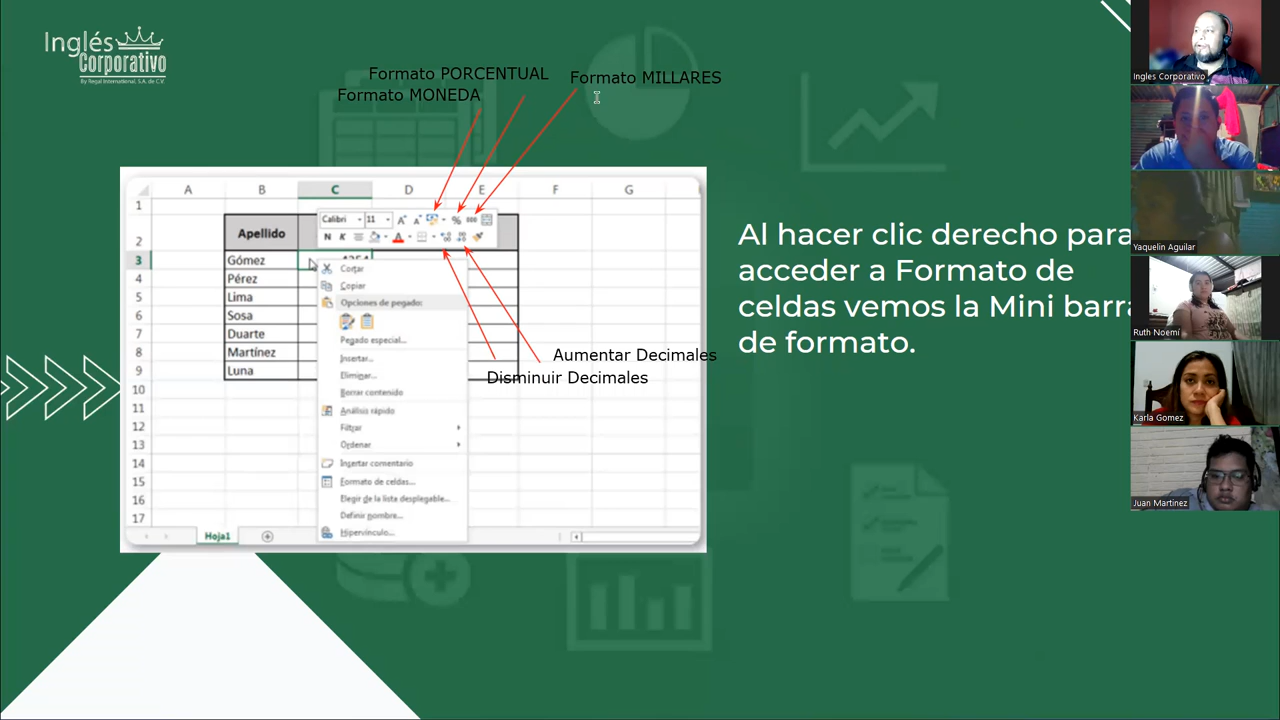 Inglés
Corporativo
By Regal International, S.A. de C.V.
Formato PORCENTUAL
Formato MILLARES
Formato MONEDA
A B C D E F G
1
Calibri 11 A A % 000
2 Apellido
N K A
3 Gómez
4 Pérez
5 Lima
6 Sosa
7 Duarte
8 Martínez
9 Luna
10
11
12
13
14
15
16
17
Cortar
Copiar
Opciones de pegado:
Pegado especial...
Insertar...
Eliminar...
Borrar contenido
Análisis rápido
Filtrar
Ordenar
Insertar comentario
Formato de celdas...
Elegir de la lista desplegable...
Definir nombre...
Hipervínculo...
Hoja1
Aumentar Decimales
Disminuir Decimales
Al hacer clic derecho para
acceder a Formato de
celdas vemos la Mini barra
de formato.
Ingles Corporativo
Yaquelin Aguilar
Ruth Noemi
Karla Gomez
Juan Martinez